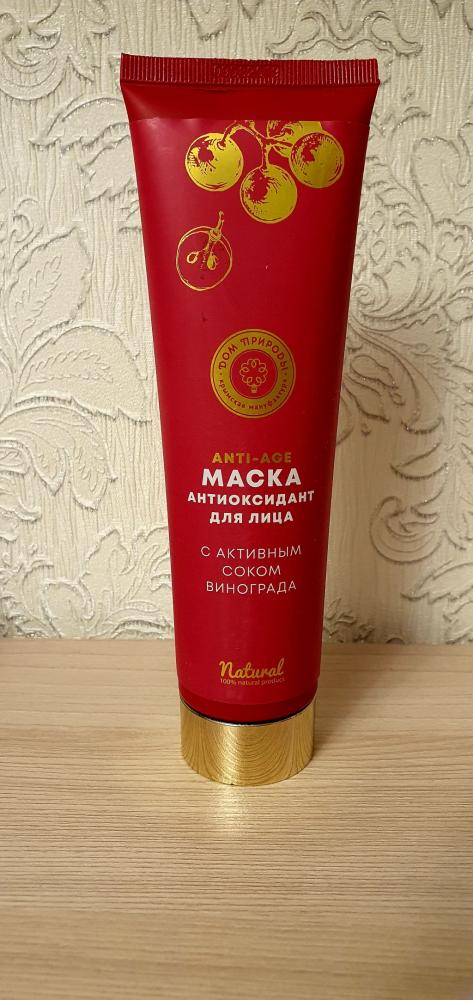 ДОМ ПРИРОДЫ
крымская мануфактура
ANTI-AGE
МАСКА
АНТИОКСИДАНТ
ДЛЯ ЛИЦА
С АКТИВНЫМ
СОКОМ
ВИНОГРАДА
Natural
100% natural product